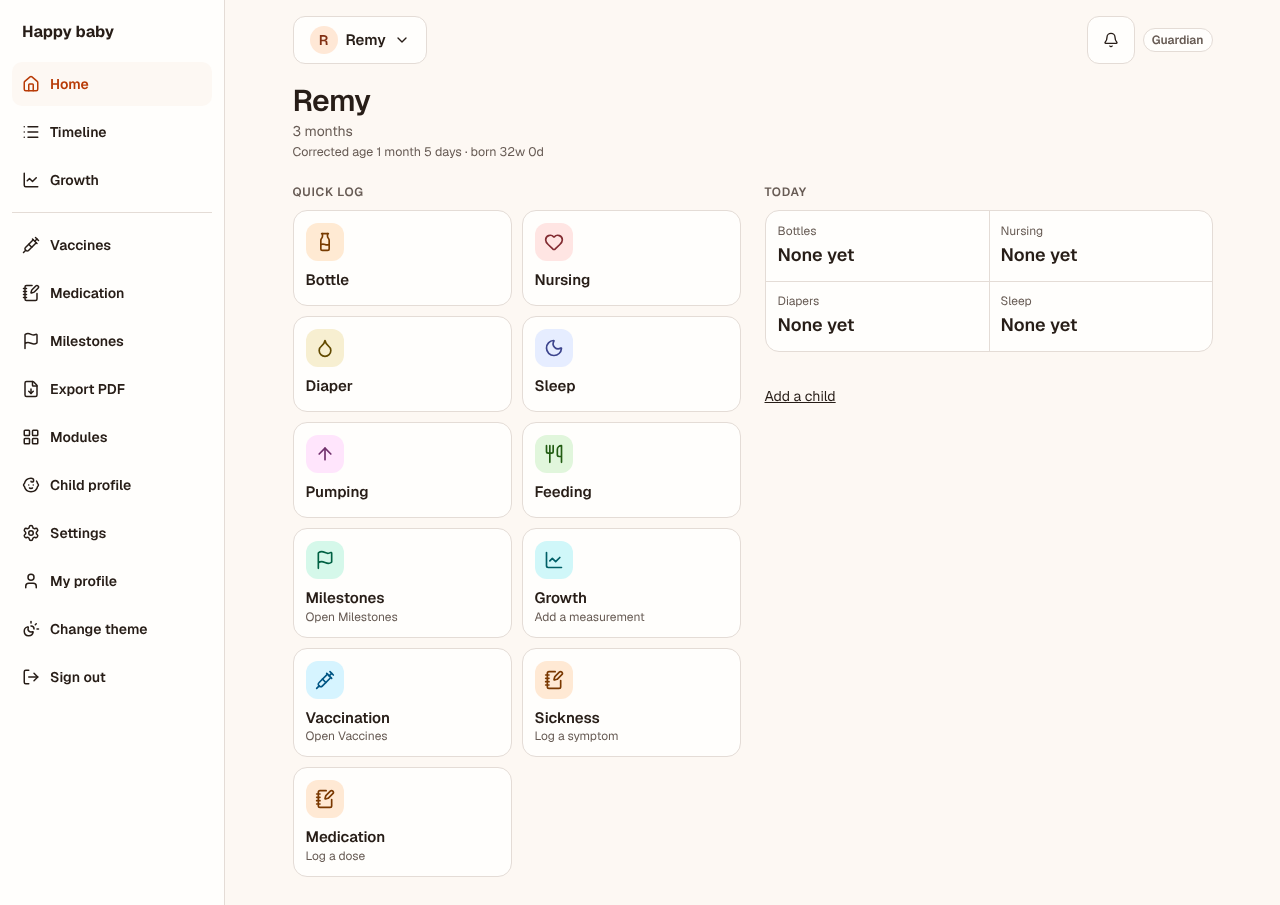 Happy baby
Home
Timeline
Growth
Vaccines
Medication
Milestones
Export PDF
Modules
Child profile
Settings
My profile
Change theme
Sign out
R Remy
Guardian
Remy
3 months
Corrected age 1 month 5 days · born 32w 0d
QUICK LOG
Bottle
Nursing
Diaper
Sleep
Pumping
Feeding
Milestones
Open Milestones
Growth
Add a measurement
Vaccination
Open Vaccines
Sickness
Log a symptom
Medication
Log a dose
TODAY
Bottles
None yet
Nursing
None yet
Diapers
None yet
Sleep
None yet
Add a child